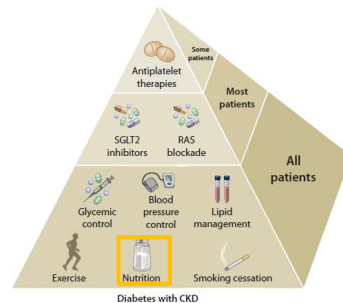 Some
patients
Antiplatelet
therapies
Most
patients
SGLT2
inhibitors
RAS
blockade
All
patients
Glycemic
control
Blood
pressure
control
Lipid
management
Exercise
Nutrition
Smoking cessation
Diabetes with CKD